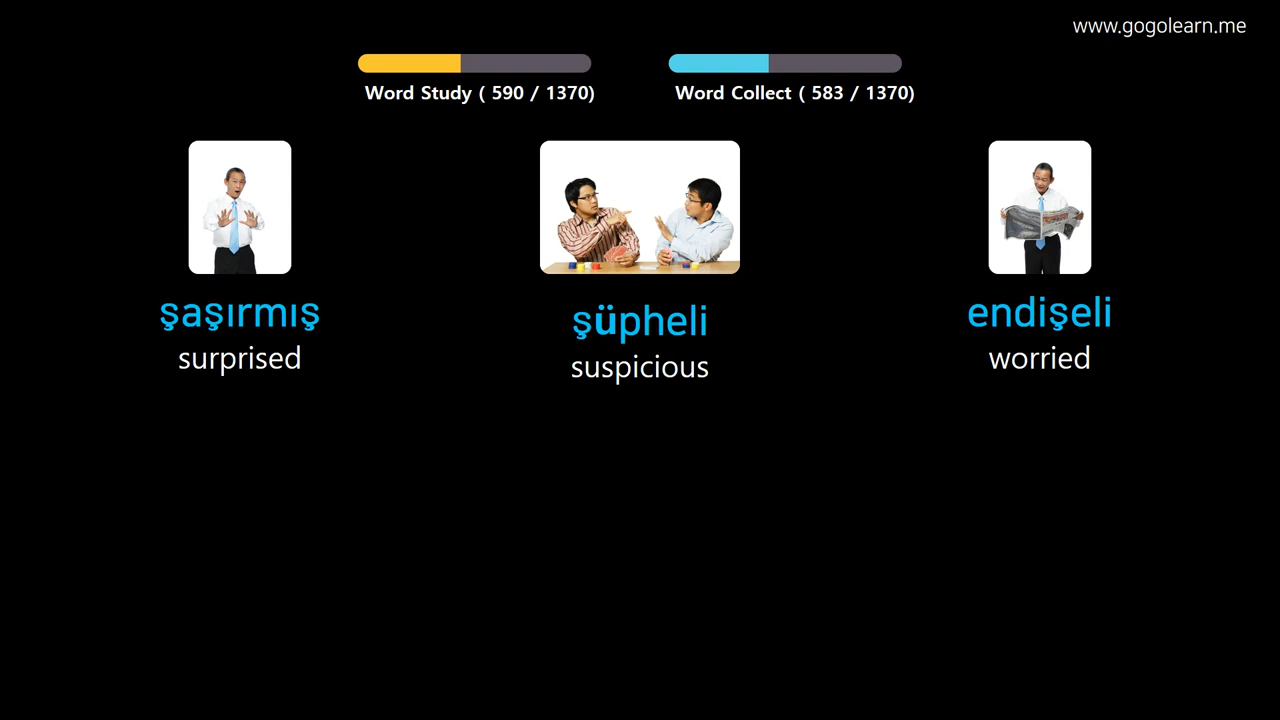 www.gogolearn.me
Word Study ( 590 / 1370)
Word Collect ( 583 / 1370)
şaşırmış
surprised
şüpheli
suspicious
endişeli
worried